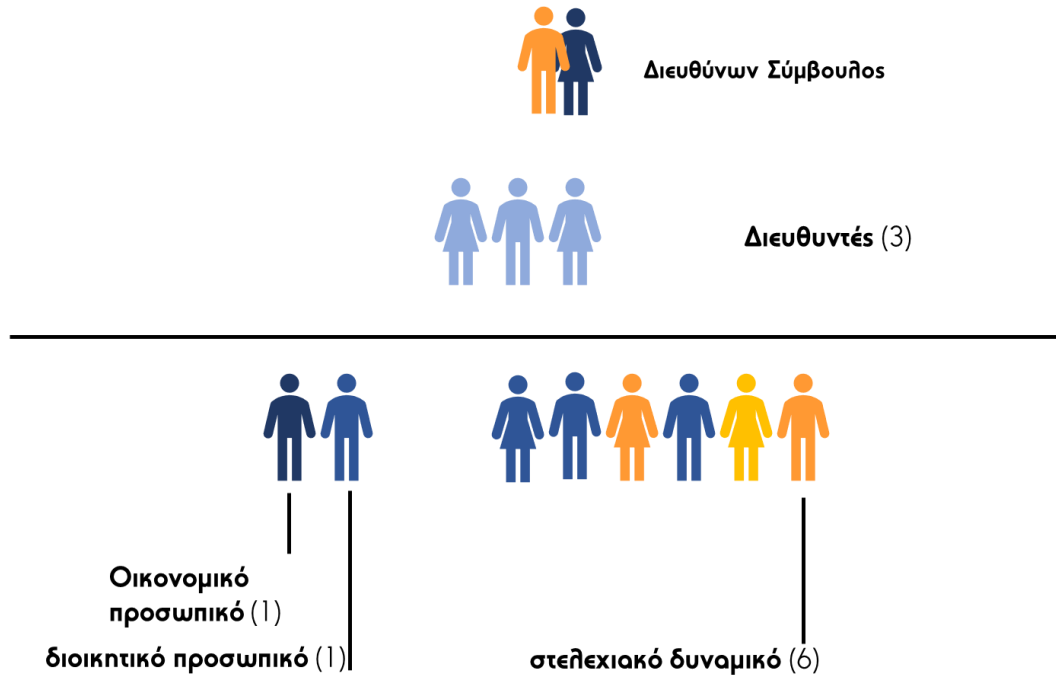 Διευθύνων Σύμβουλος
Διευθυντές (3)
Οικονομικό
προσωπικό (1)
διοικητικό προσωπικό (1)
στελεχιακό δυναμικό (6)